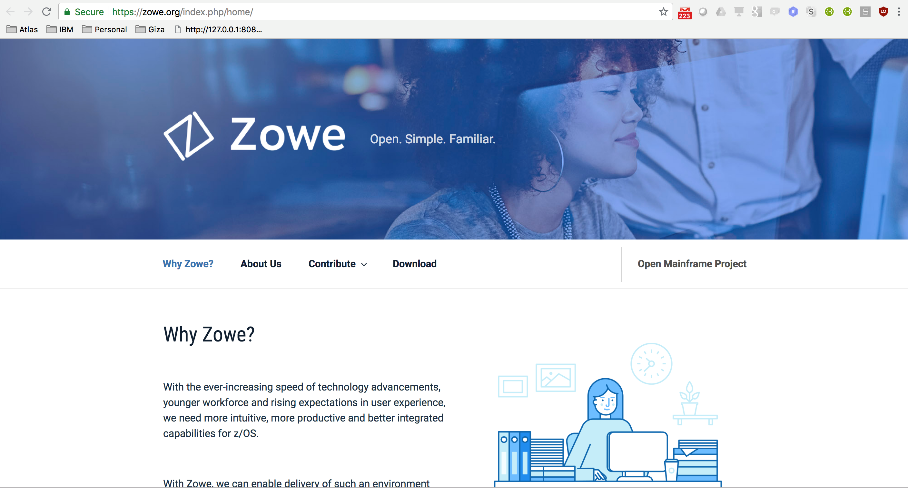 Secure
https://zowe.org/index.php/home/
223
Atlas
IBM
Personal
Giza
http://127.0.0.1:808...
Zowe
Open. Simple. Familiar.
Why Zowe?
About Us
Contribute
Download
Open Mainframe Project
Why Zowe?
With the ever-increasing speed of technology advancements,
younger workforce and rising expectations in user experience,
we need more intuitive, more productive and better integrated
capabilities for z/OS.
With Zowe, we can enable delivery of such an environment